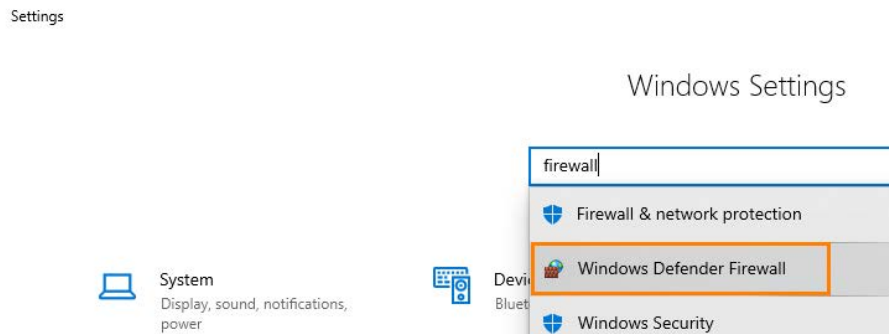 Settings
Windows Settings
firewall
Firewall & network protection
Windows Defender Firewall
Windows Security
System
Display, sound, notifications,
power